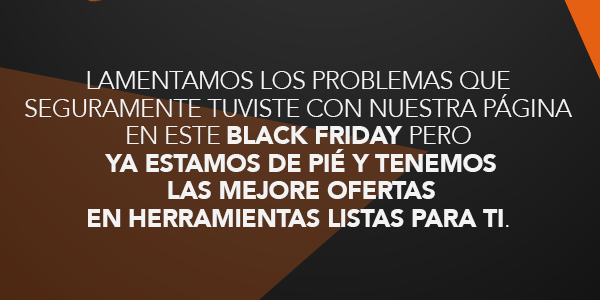 LAMENTAMOS LOS PROBLEMAS QUE
SEGURAMENTE TUVISTE CON NUESTRA PÁGINA
EN ESTE BLACK FRIDAY PERO
YA ESTAMOS DE PIÉ Y TENEMOS
LAS MEJORE OFERTAS
EN HERRAMIENTAS LISTAS PARA TI.